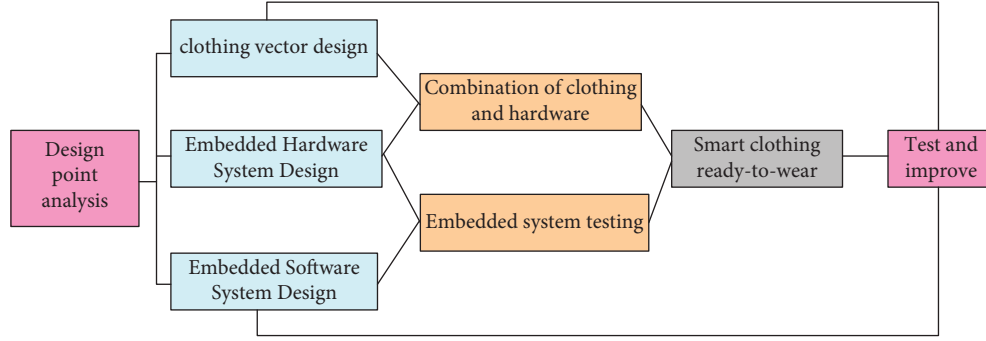 Design
point
analysis
clothing vector design
Embedded Hardware
System Design
Embedded Software
System Design
Combination of clothing
and hardware
Embedded system testing
Smart clothing
ready-to-wear
Test and
improve